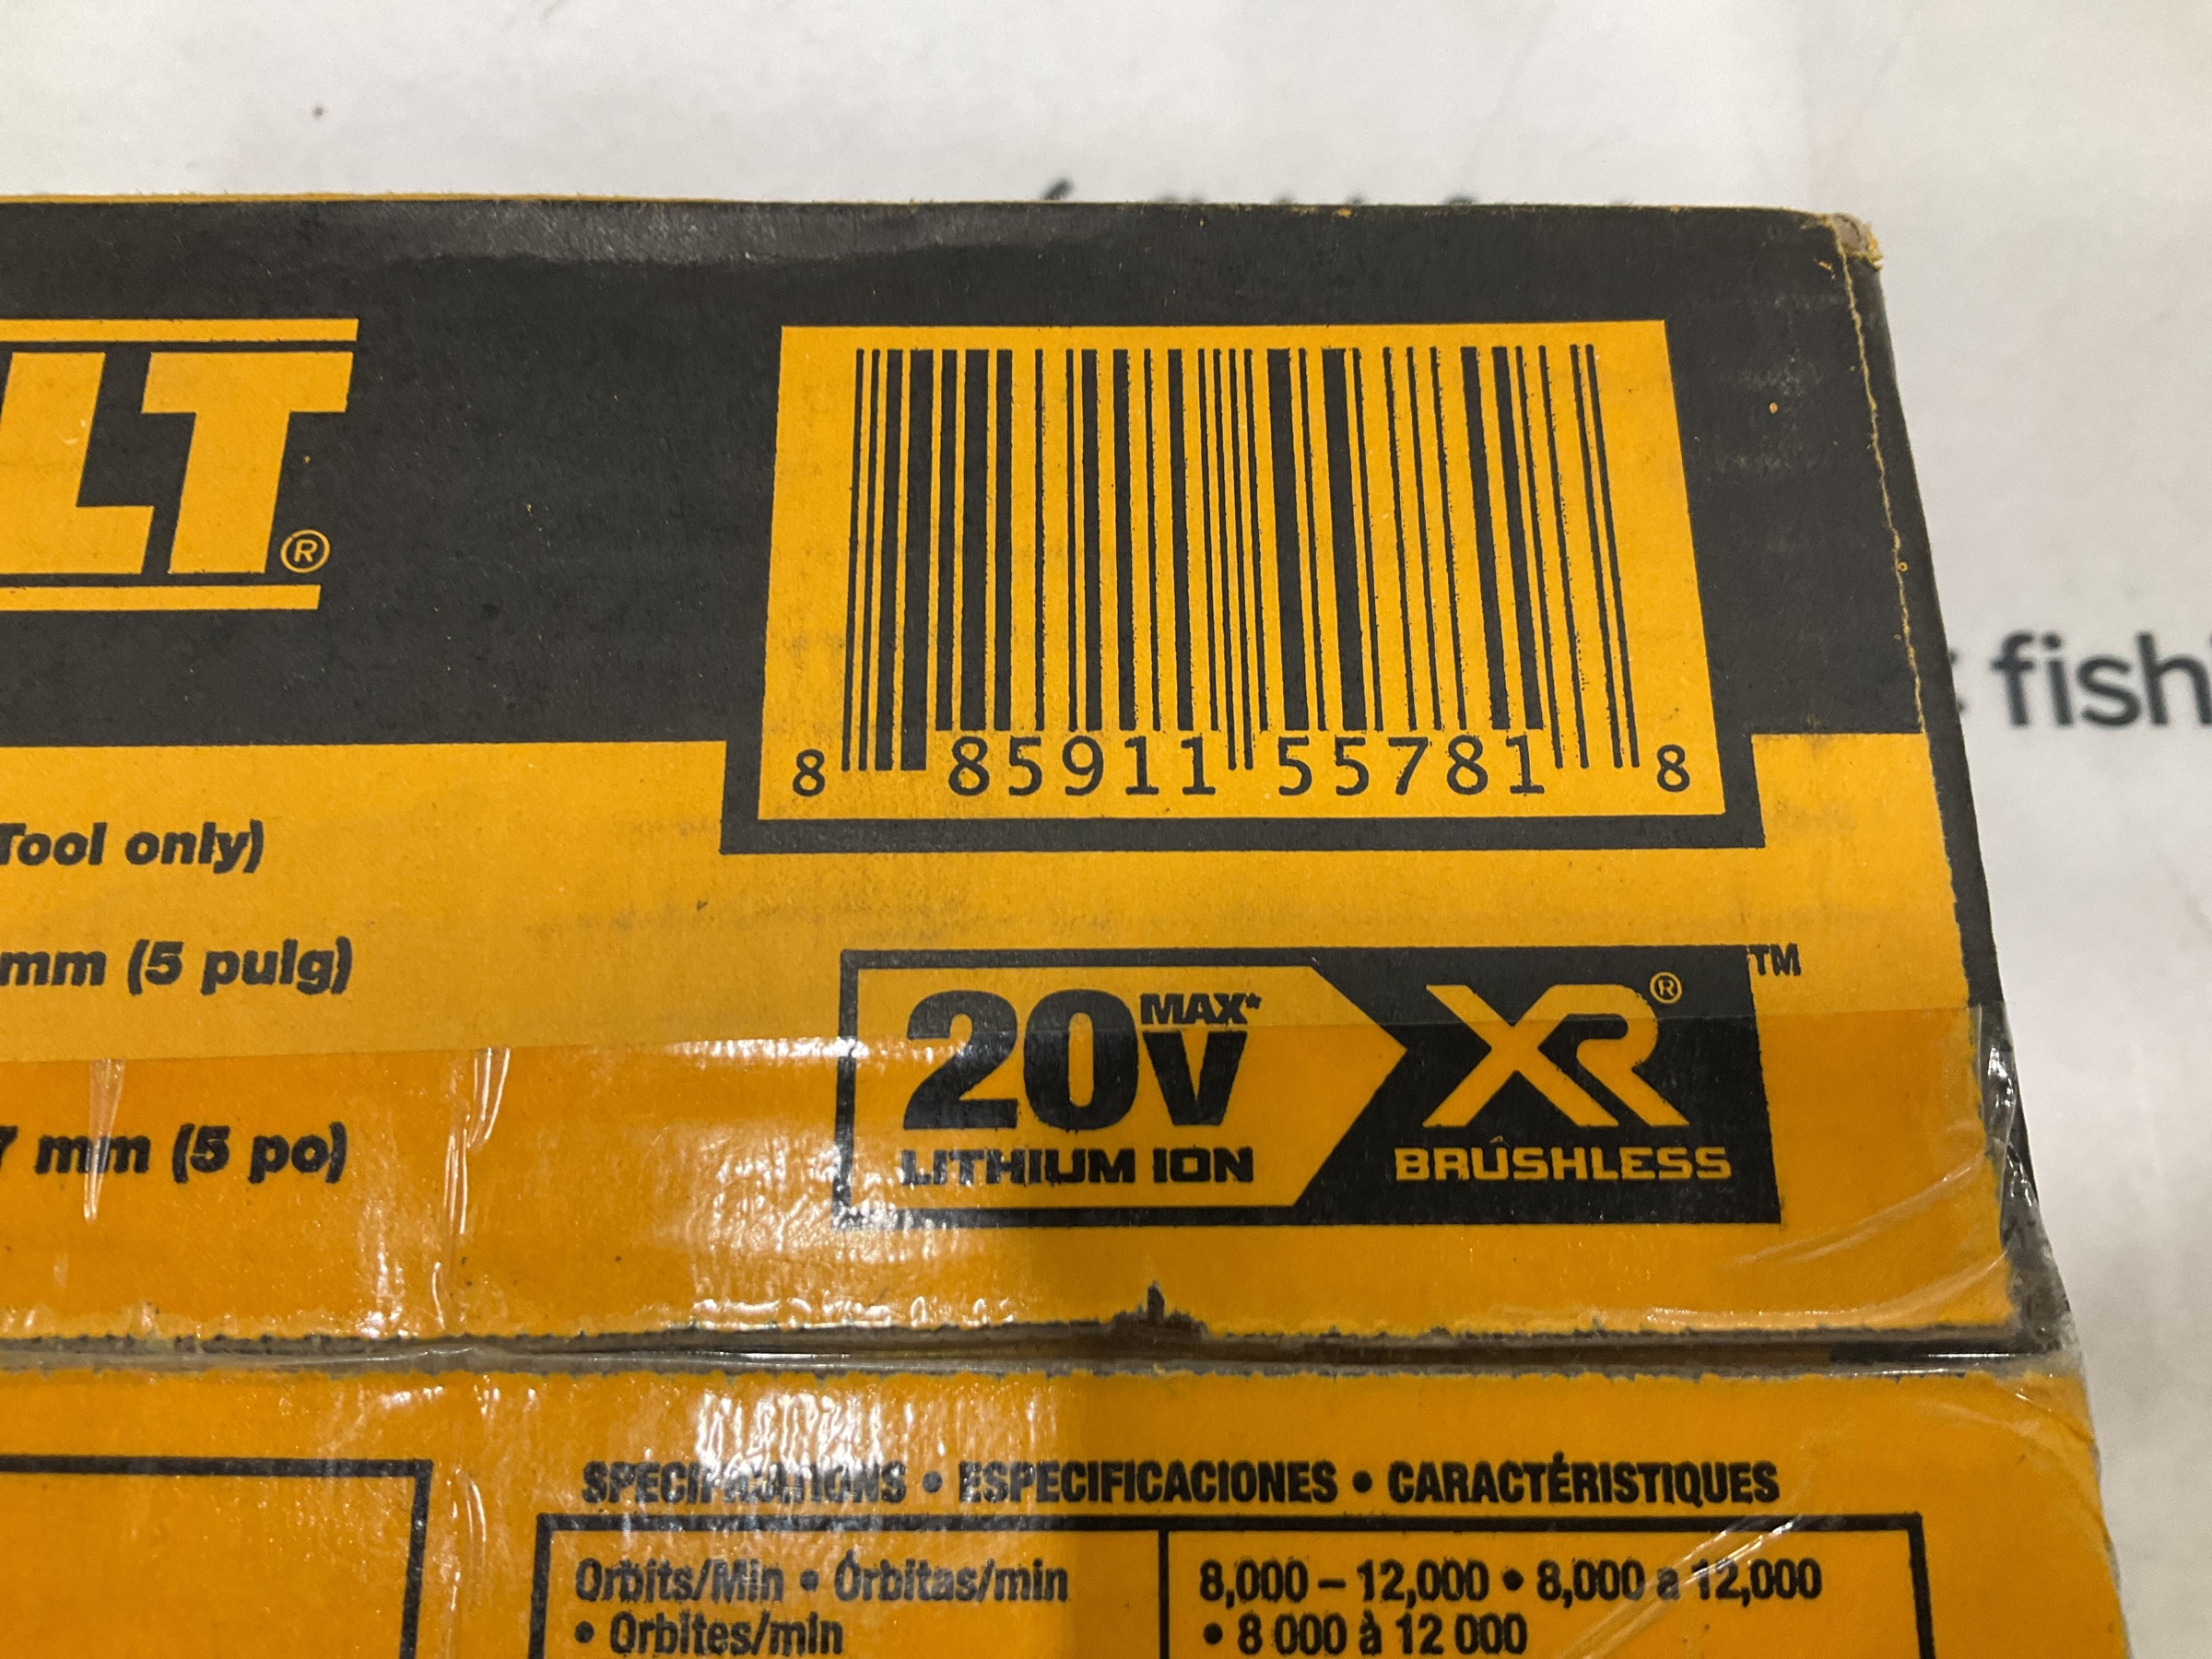 LT®
8 85911 55781 8
Tool only)
mm (5 pulg)
7 mm (5 po)
20V MAX*
LITHIUM ION
XR® ™
BRUSHLESS
fish
SPECIFICATIONS • ESPECIFICACIONES • CARACTÉRISTIQUES
Orbits/Min • Órbitas/min
• Orbites/min
8,000 – 12,000 • 8,000 a 12,000
• 8 000 à 12 000